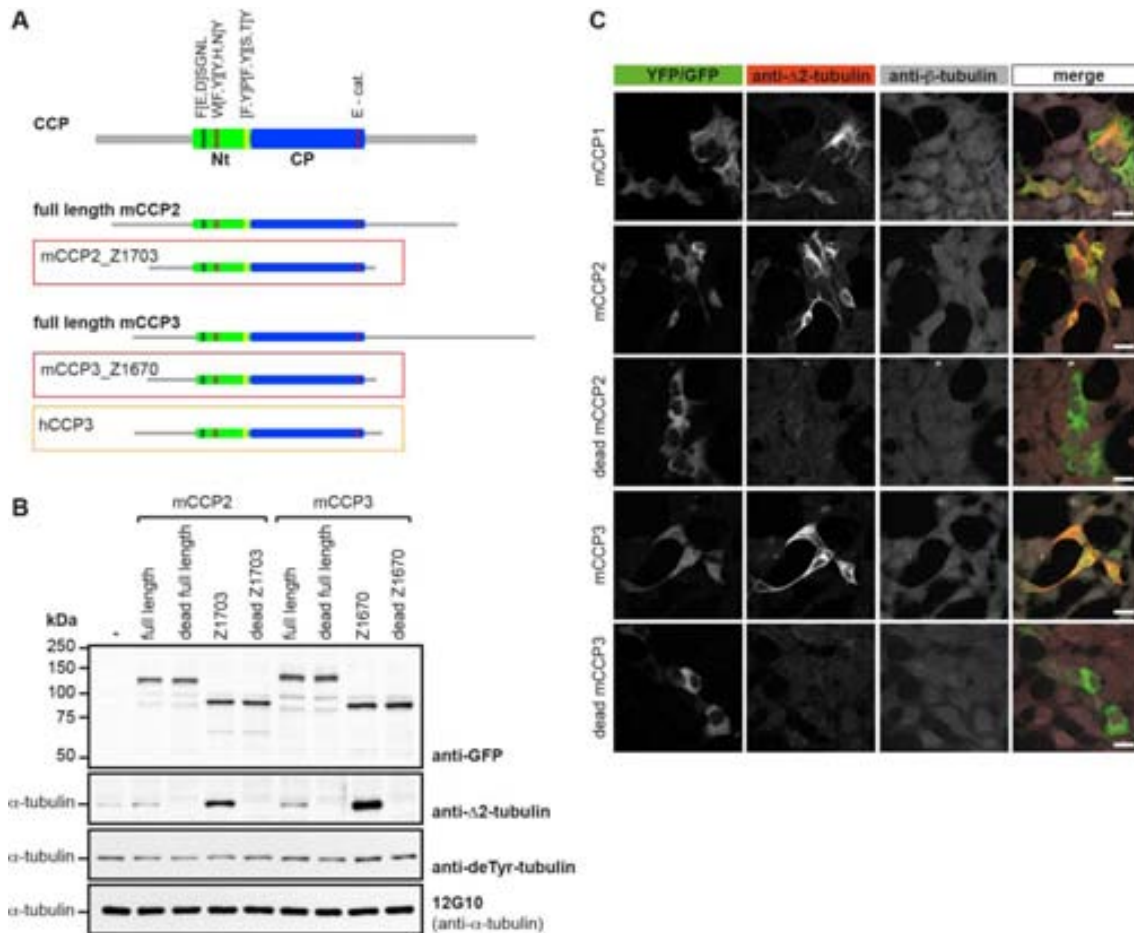 A
F[E,D]SGNL
W[F,Y][Y,H,N]Y
[F,Y]P[F,Y][S,T]Y
E - cat.
CCP
Nt
CP
full length mCCP2
mCCP2_Z1703
full length mCCP3
mCCP3_Z1670
hCCP3
B
mCCP2
mCCP3
kDa
-
full length
dead full length
Z1703
dead Z1703
full length
dead full length
Z1670
dead Z1670
250
150
100
75
50
anti-GFP
α-tubulin
anti-Δ2-tubulin
α-tubulin
anti-deTyr-tubulin
α-tubulin
12G10
(anti-α-tubulin)
C
YFP/GFP
anti-Δ2-tubulin
anti-β-tubulin
merge
mCCP1
mCCP2
dead mCCP2
mCCP3
dead mCCP3